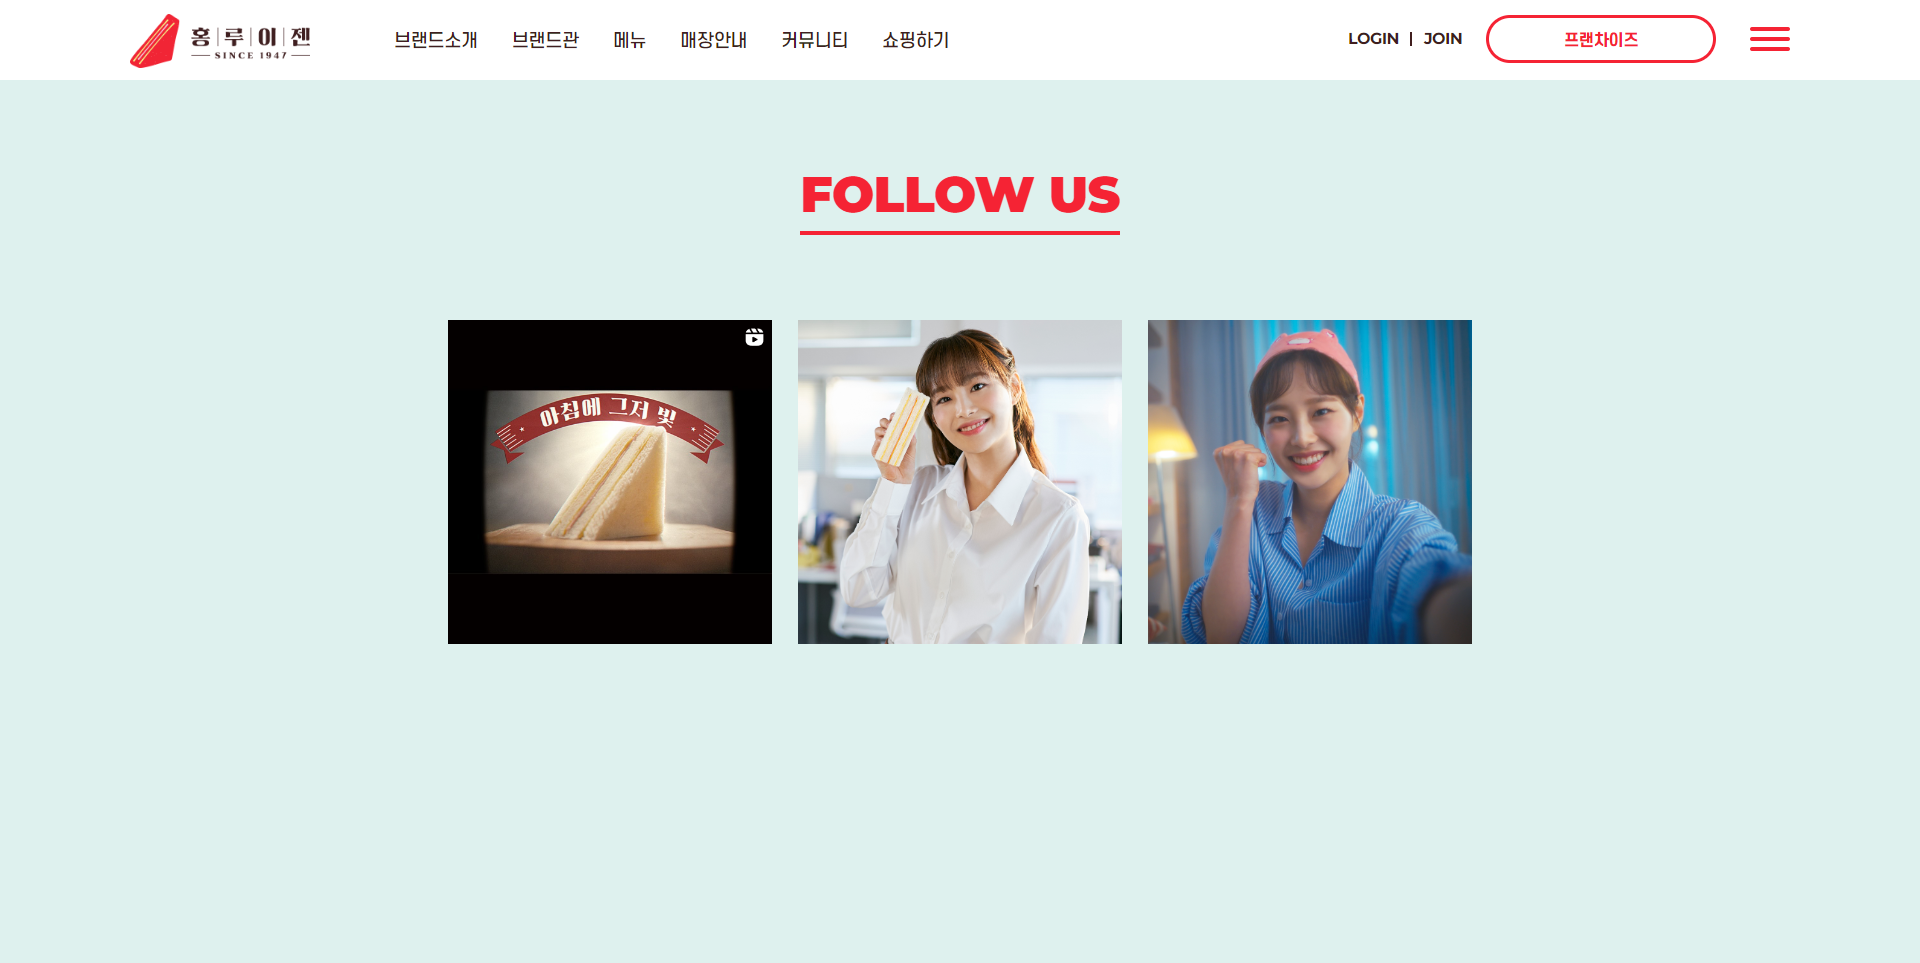 홍루이젠
SINCE 1947
브랜드소개
브랜드관
메뉴
매장안내
커뮤니티
쇼핑하기
LOGIN
JOIN
프랜차이즈
FOLLOW US
아침에 그저 빛